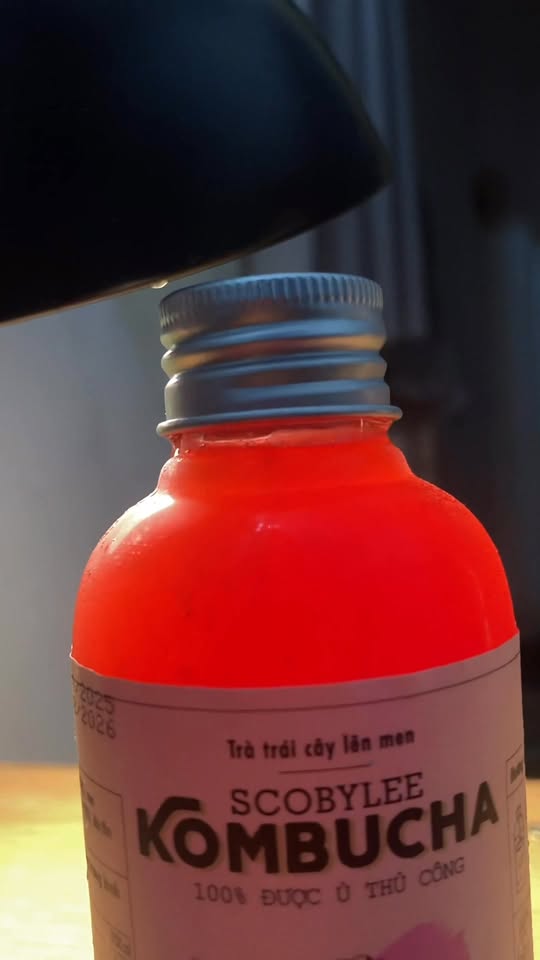 2025
2026
Trà trái cây lên men
SCOBYLEE
KOMBUCHA
100% ĐƯỢC Ủ THỦ CÔNG